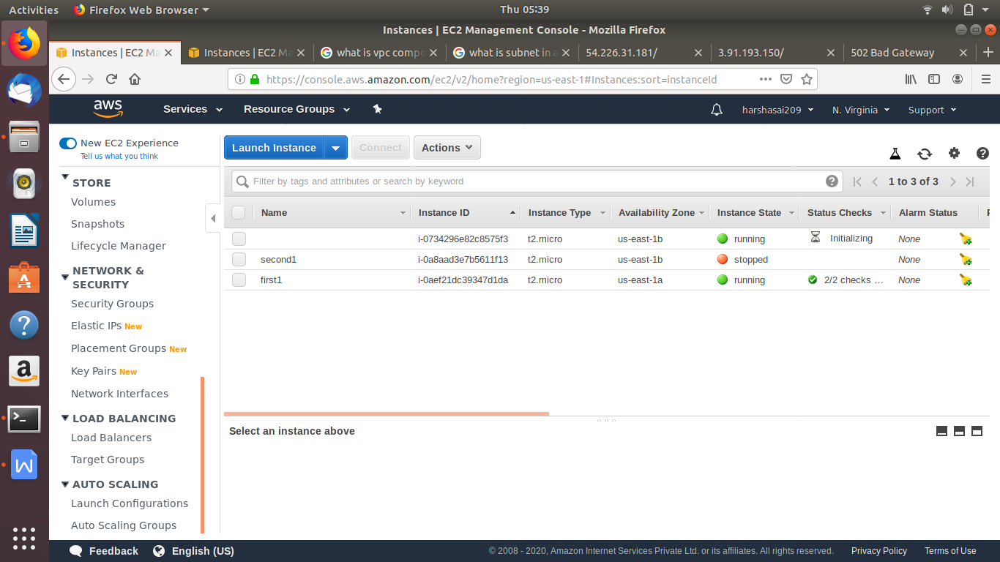 Activities Firefox Web Browser Thu 05:39
Instances | EC2 Management Console - Mozilla Firefox
Instances | EC2 Ma Instances | EC2 Ma what is vpc compo what is subnet in a 54.226.31.181/ 3.91.193.150/ 502 Bad Gateway
https://console.aws.amazon.com/ec2/v2/home?region=us-east-1#Instances:sort=instanceId
aws Services Resource Groups harshasai209 N. Virginia Support
New EC2 Experience
Tell us what you think
STORE
Volumes
Snapshots
Lifecycle Manager
NETWORK &
SECURITY
Security Groups
Elastic IPs New
Placement Groups New
Key Pairs New
Network Interfaces
LOAD BALANCING
Load Balancers
Target Groups
AUTO SCALING
Launch Configurations
Auto Scaling Groups
Launch Instance Connect Actions
Filter by tags and attributes or search by keyword 1 to 3 of 3
Name Instance ID Instance Type Availability Zone Instance State Status Checks Alarm Status
i-0734296e82c8575f3 t2.micro us-east-1b running Initializing None
second1 i-0a8aad3e7b5611f13 t2.micro us-east-1b stopped None
first1 i-0aef21dc39347d1da t2.micro us-east-1a running 2/2 checks ... None
Select an instance above
Feedback English (US) © 2008 - 2020, Amazon Internet Services Private Ltd. or its affiliates. All rights reserved. Privacy Policy Terms of Use